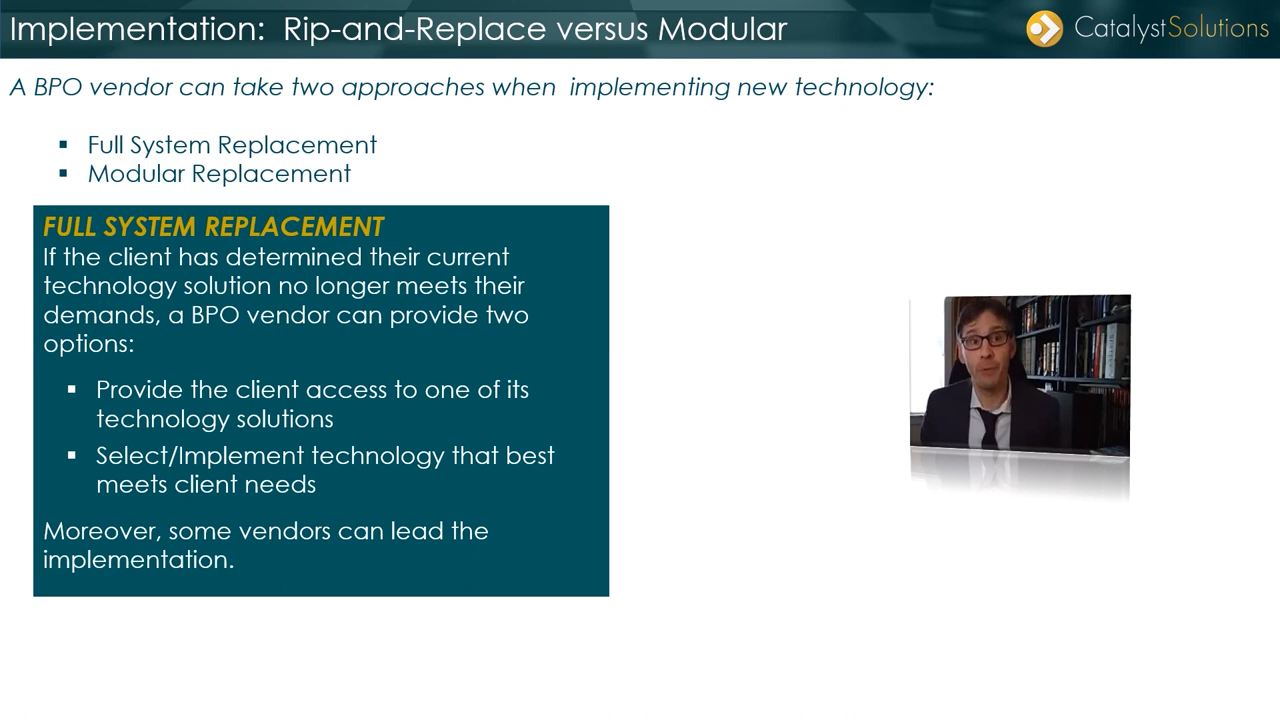 Implementation:  Rip-and-Replace versus Modular
CatalystSolutions
A BPO vendor can take two approaches when  implementing new technology:
▪ Full System Replacement
▪ Modular Replacement
FULL SYSTEM REPLACEMENT
If the client has determined their current
technology solution no longer meets their
demands, a BPO vendor can provide two
options:
▪ Provide the client access to one of its
technology solutions
▪ Select/Implement technology that best
meets client needs
Moreover, some vendors can lead the
implementation.